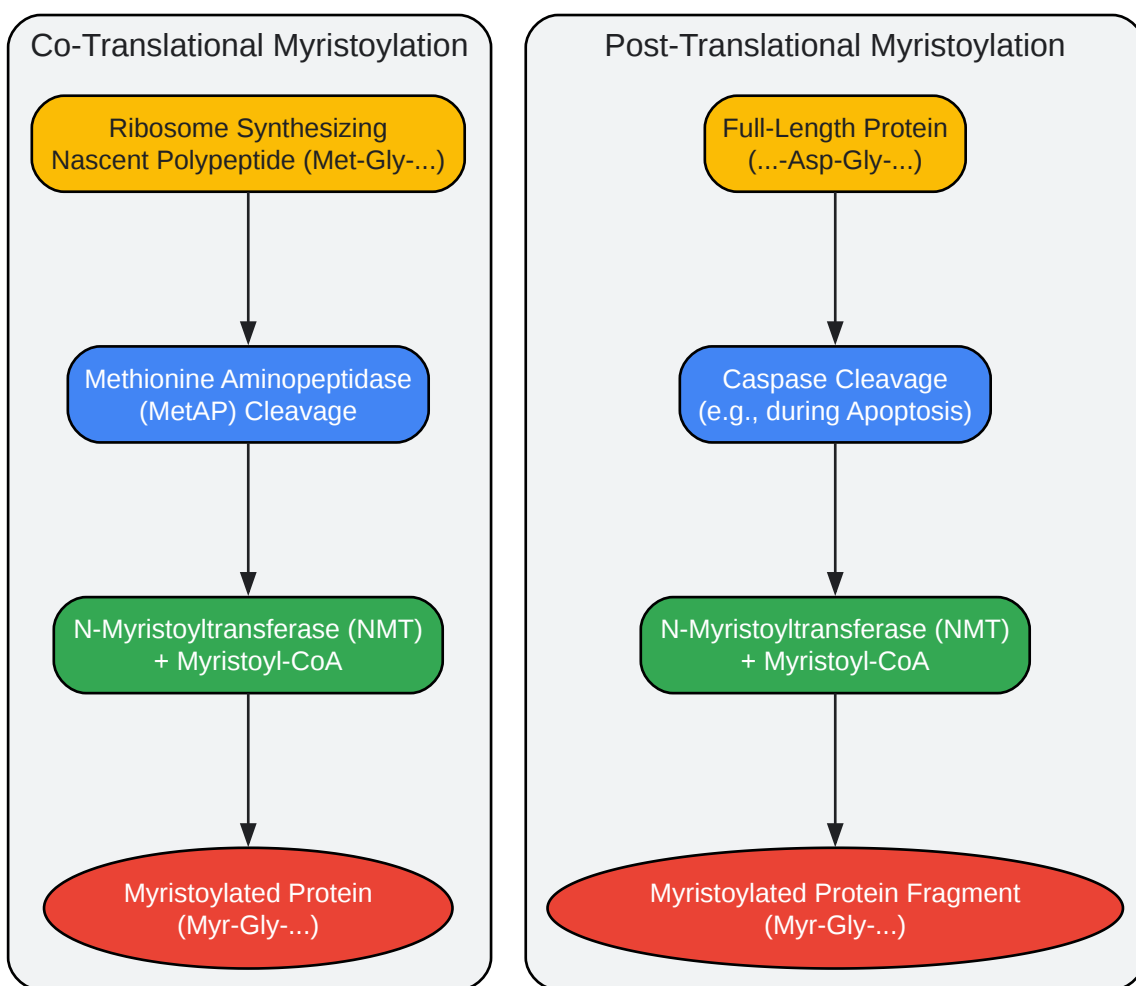 Co-Translational Myristoylation
Ribosome Synthesizing
Nascent Polypeptide (Met-Gly-...)
Methionine Aminopeptidase
(MetAP) Cleavage
N-Myristoyltransferase (NMT)
+ Myristoyl-CoA
Myristoylated Protein
(Myr-Gly-...)
Post-Translational Myristoylation
Full-Length Protein
(...-Asp-Gly-...)
Caspase Cleavage
(e.g., during Apoptosis)
N-Myristoyltransferase (NMT)
+ Myristoyl-CoA
Myristoylated Protein Fragment
(Myr-Gly-...)